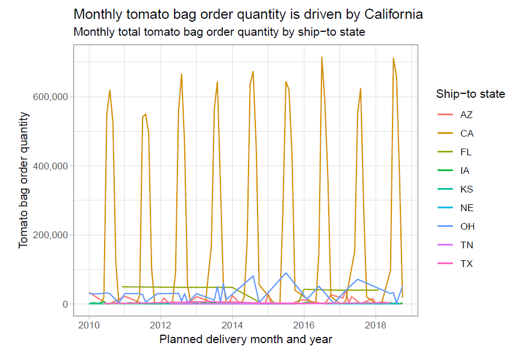 Monthly tomato bag order quantity is driven by California
Monthly total tomato bag order quantity by ship-to state
Tomato bag order quantity
600,000
400,000
200,000
0
2010 2012 2014 2016 2018
Planned delivery month and year
Ship-to state
AZ
CA
FL
IA
KS
NE
OH
TN
TX